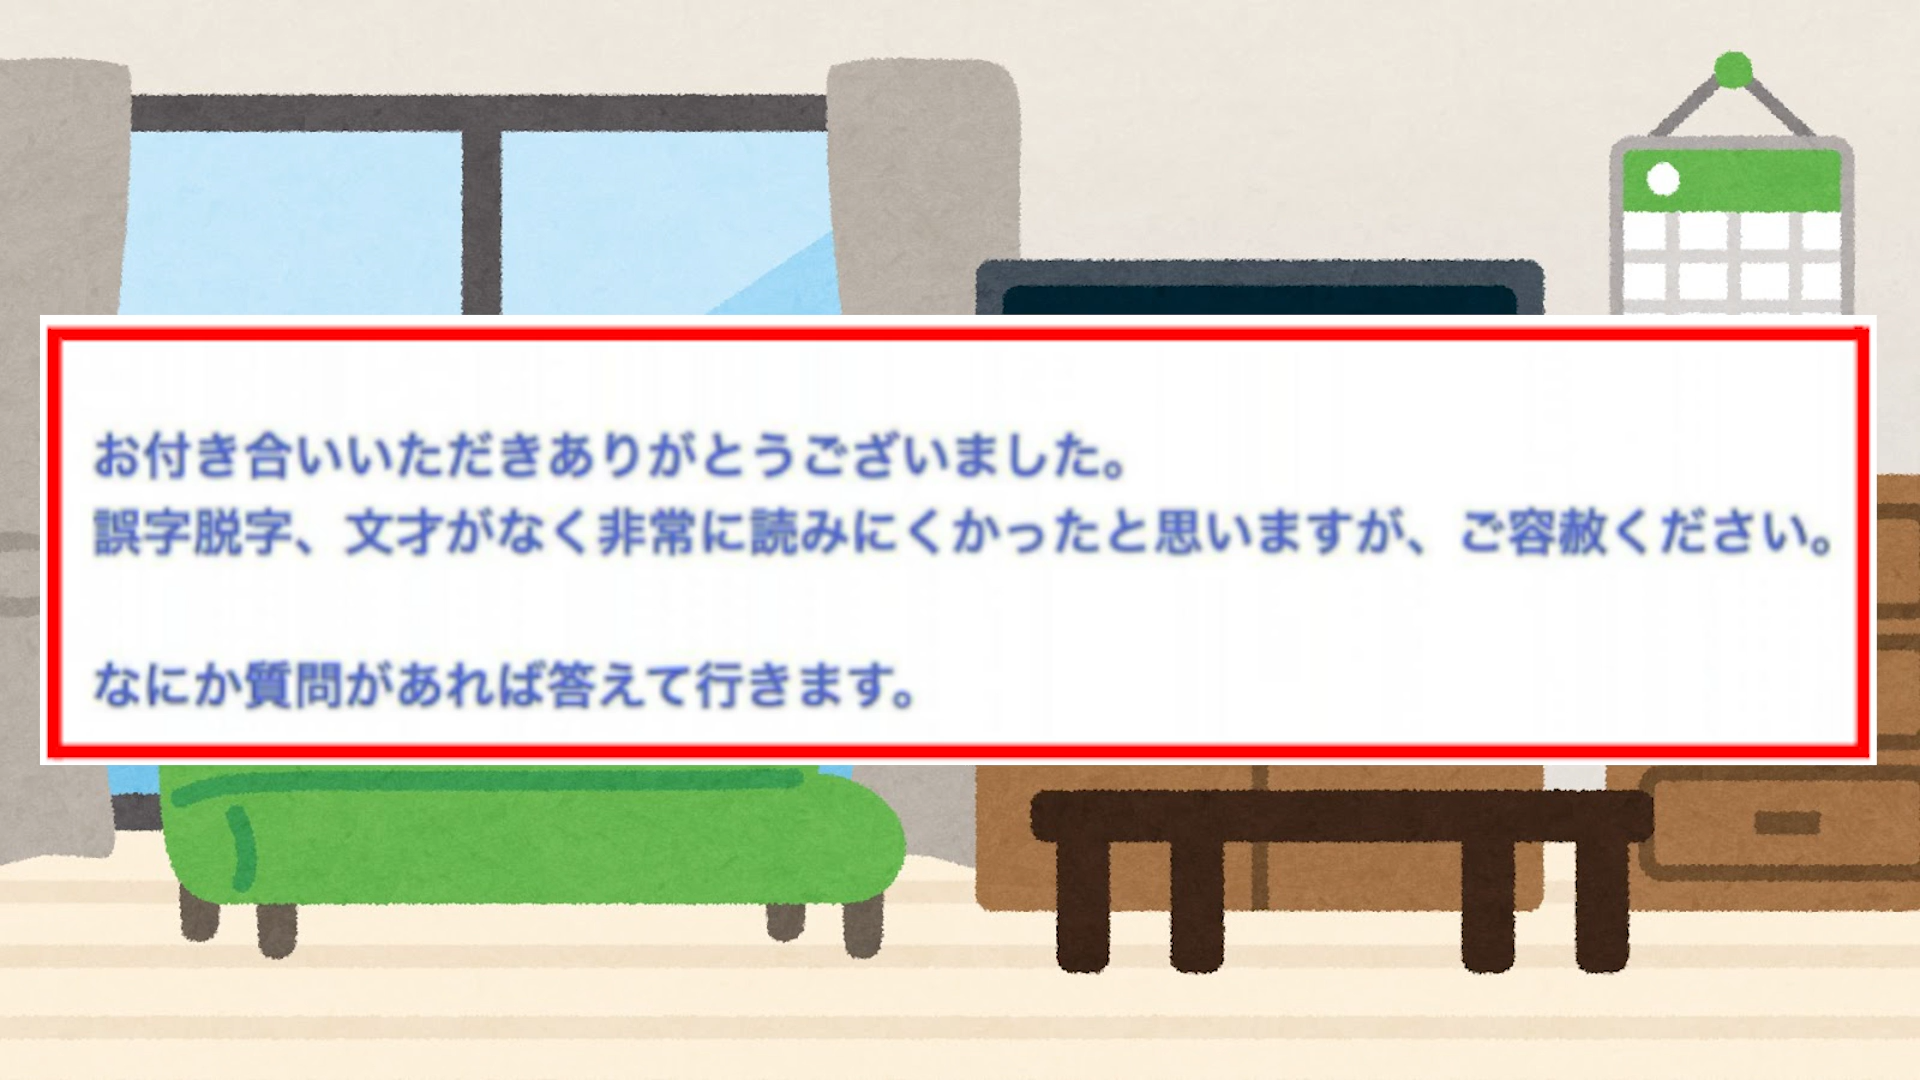 お付き合いいただきありがとうございました。
誤字脱字、文才がなく非常に読みにくかったと思いますが、ご容赦ください。
なにか質問があれば答えて行きます。